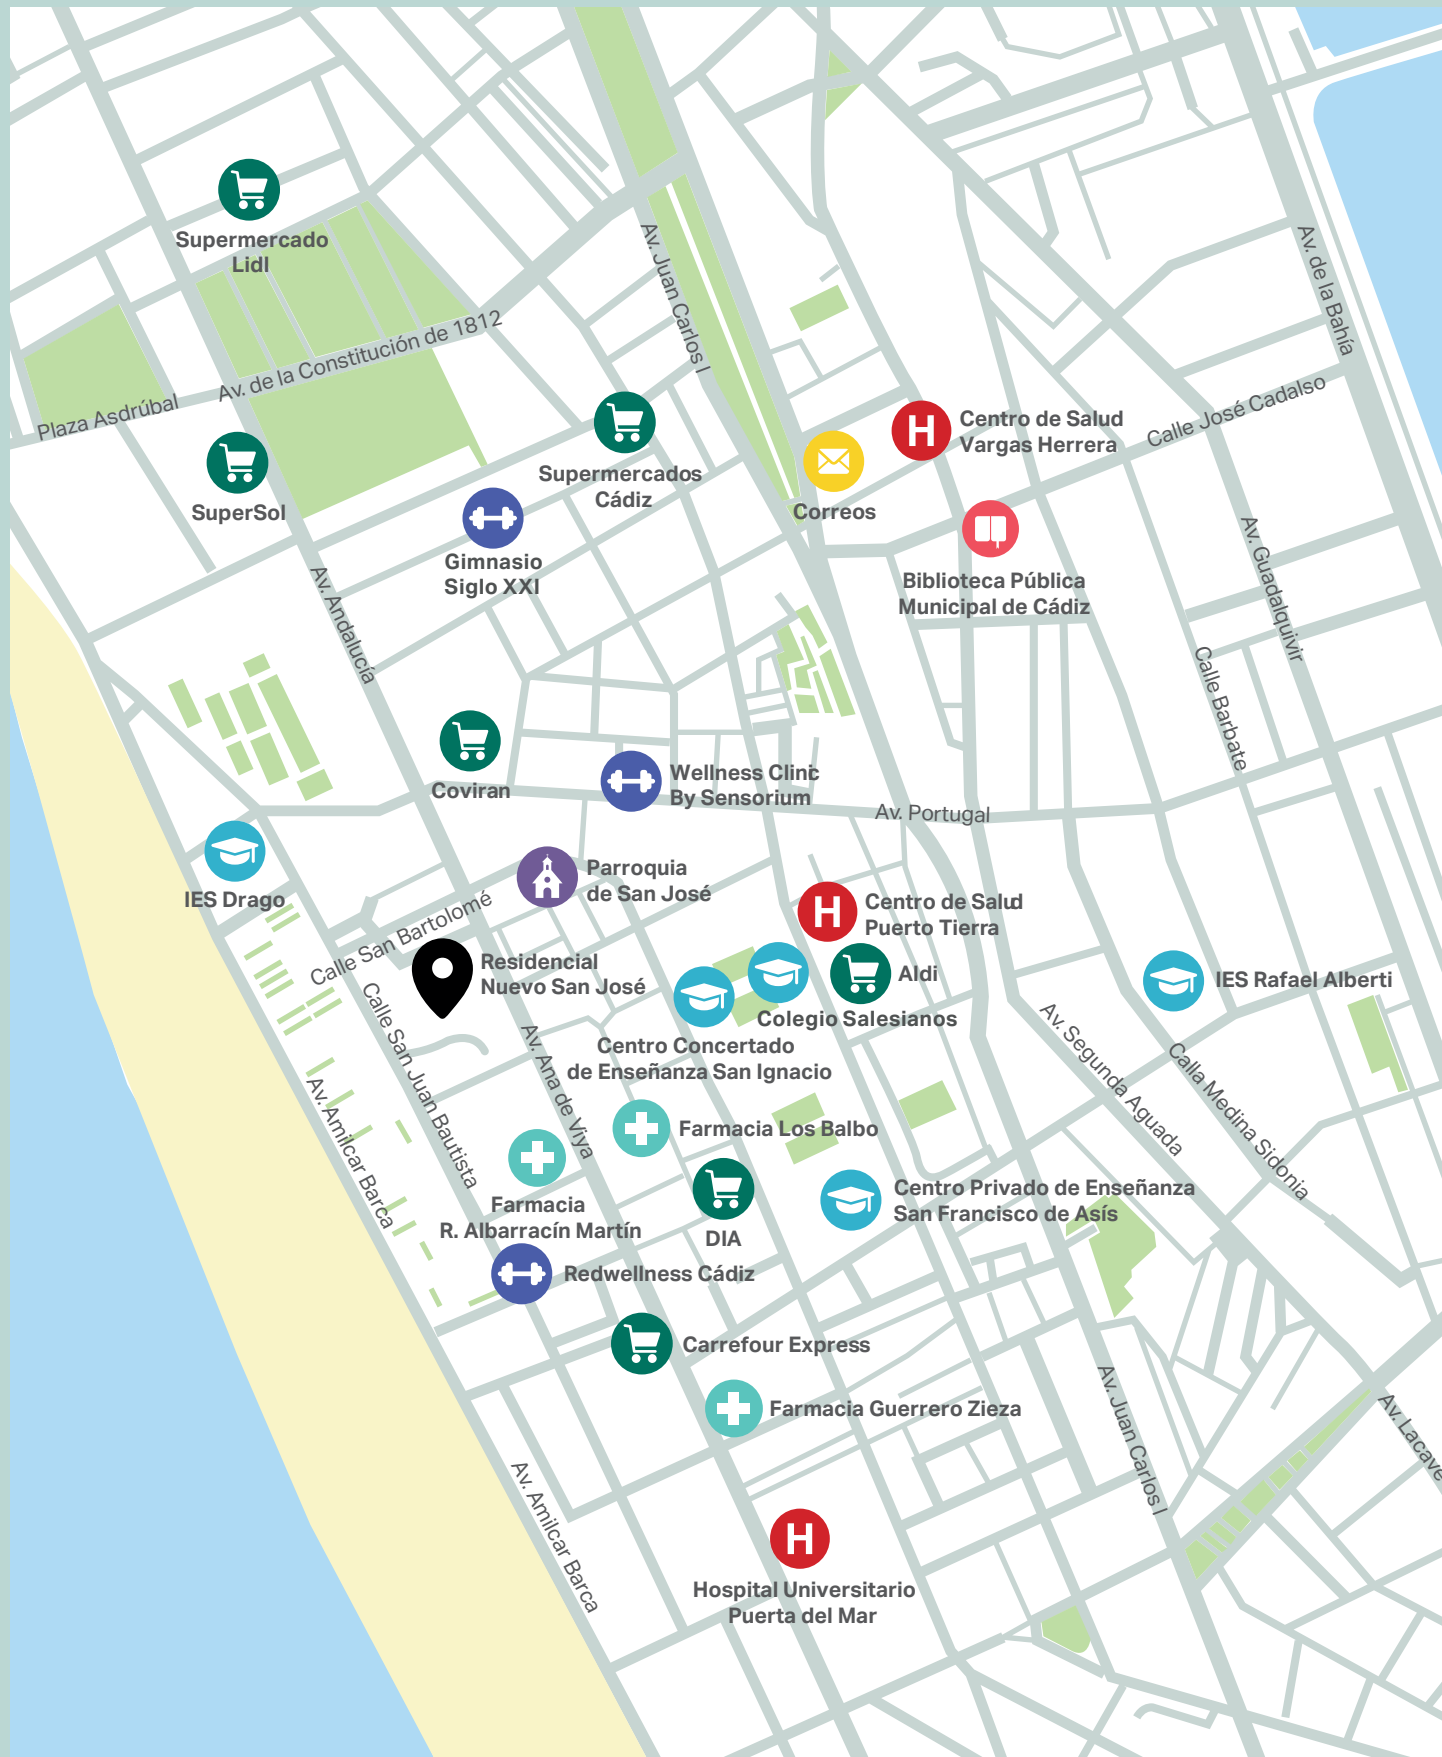 Supermercado
Lidl
Av. Juan Carlos I
Av. de la Bahía
Av. de la Constitución de 1812
Plaza Asdrúbal
SuperSol
Supermercados
Cádiz
Gimnasio
Siglo XXI
Correos
H
Centro de Salud
Vargas Herrera
Calle José Cadalso
Biblioteca Pública
Municipal de Cádiz
Av. Guadalquivir
Av. Andalucía
Calle Barbate
Coviran
Wellness Clinic
By Sensorium
Av. Portugal
IES Drago
Parroquia
de San José
Calle San Bartolomé
H
Centro de Salud
Puerto Tierra
Residencial
Nuevo San José
Aldi
IES Rafael Alberti
Colegio Salesianos
Centro Concertado
de Enseñanza San Ignacio
Calle San Juan Bautista
Av. Ana de Viya
Av. Segunda Aguada
Calla Medina Sidonia
Av. Amilcar Barca
Farmacia Los Balbo
Farmacia
R. Albarracín Martín
DIA
Centro Privado de Enseñanza
San Francisco de Asís
Redwellness Cádiz
Carrefour Express
Farmacia Guerrero Zieza
Av. Juan Carlos I
Av. Lacave
Av. Amilcar Barca
H
Hospital Universitario
Puerta del Mar